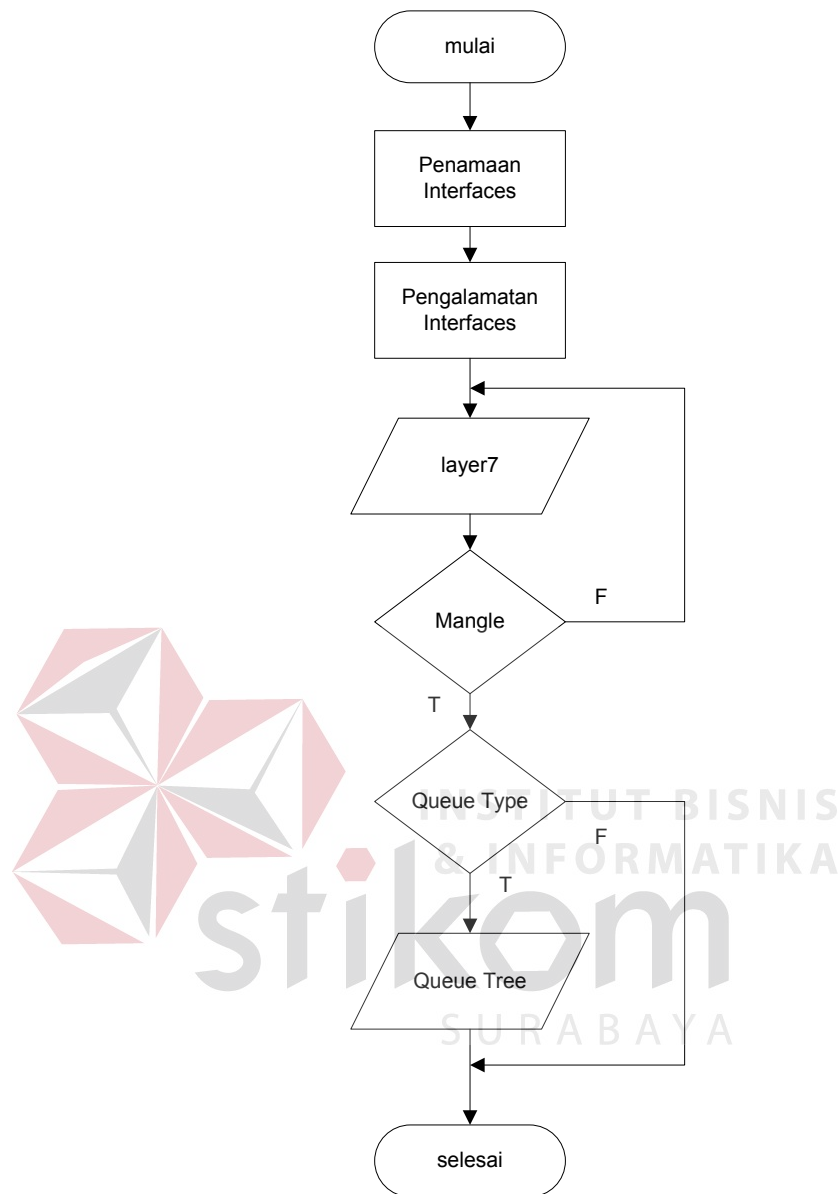 mulai
Penamaan
Interfaces
Pengalamatan
Interfaces
layer7
Mangle
F
T
Queue Type
INSTITUT BISNIS
F
& INFORMATIKA
T
stikom
Queue Tree
SURABAYA
selesai